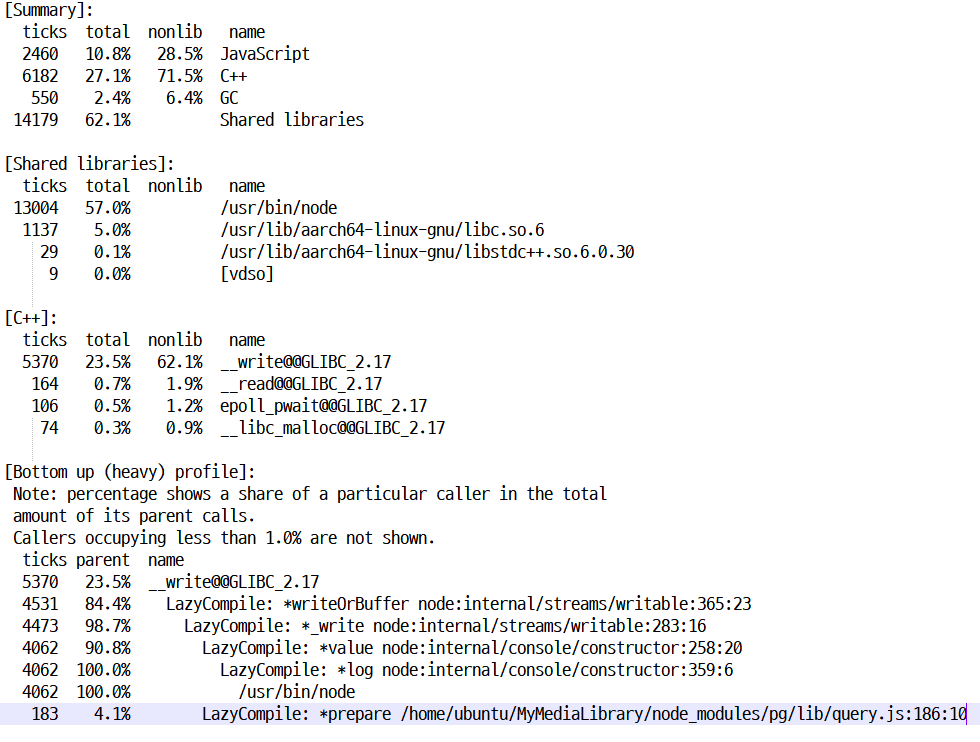 [Summary]:
ticks total nonlib name
2460 10.8% 28.5% JavaScript
6182 27.1% 71.5% C++
550 2.4% 6.4% GC
14179 62.1% Shared libraries
[Shared libraries]:
ticks total nonlib name
13004 57.0% /usr/bin/node
1137 5.0% /usr/lib/aarch64-linux-gnu/libc.so.6
29 0.1% /usr/lib/aarch64-linux-gnu/libstdc++.so.6.0.30
9 0.0% [vdso]
[C++]:
ticks total nonlib name
5370 23.5% 62.1% __write@@GLIBC_2.17
164 0.7% 1.9% __read@@GLIBC_2.17
106 0.5% 1.2% epoll_pwait@@GLIBC_2.17
74 0.3% 0.9% __libc_malloc@@GLIBC_2.17
[Bottom up (heavy) profile]:
Note: percentage shows a share of a particular caller in the total
amount of its parent calls.
Callers occupying less than 1.0% are not shown.
ticks parent name
5370 23.5% __write@@GLIBC_2.17
4531 84.4% LazyCompile: *writeOrBuffer node:internal/streams/writable:365:23
4473 98.7% LazyCompile: *_write node:internal/streams/writable:283:16
4062 90.8% LazyCompile: *value node:internal/console/constructor:258:20
4062 100.0% LazyCompile: *log node:internal/console/constructor:359:6
4062 100.0% /usr/bin/node
183 4.1% LazyCompile: *prepare /home/ubuntu/MyMediaLibrary/node_modules/pg/lib/query.js:186:10